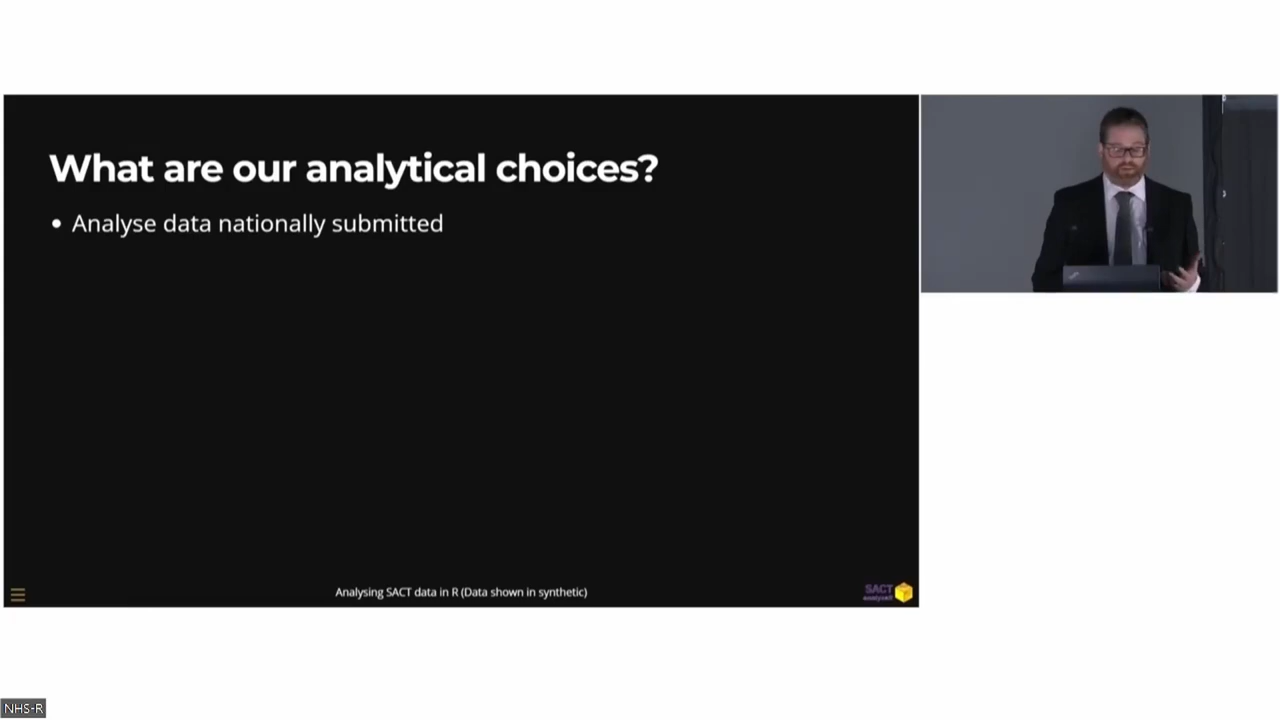 What are our analytical choices?
• Analyse data nationally submitted
Analysing SACT data in R (Data shown in synthetic)
SACT
NHS-R